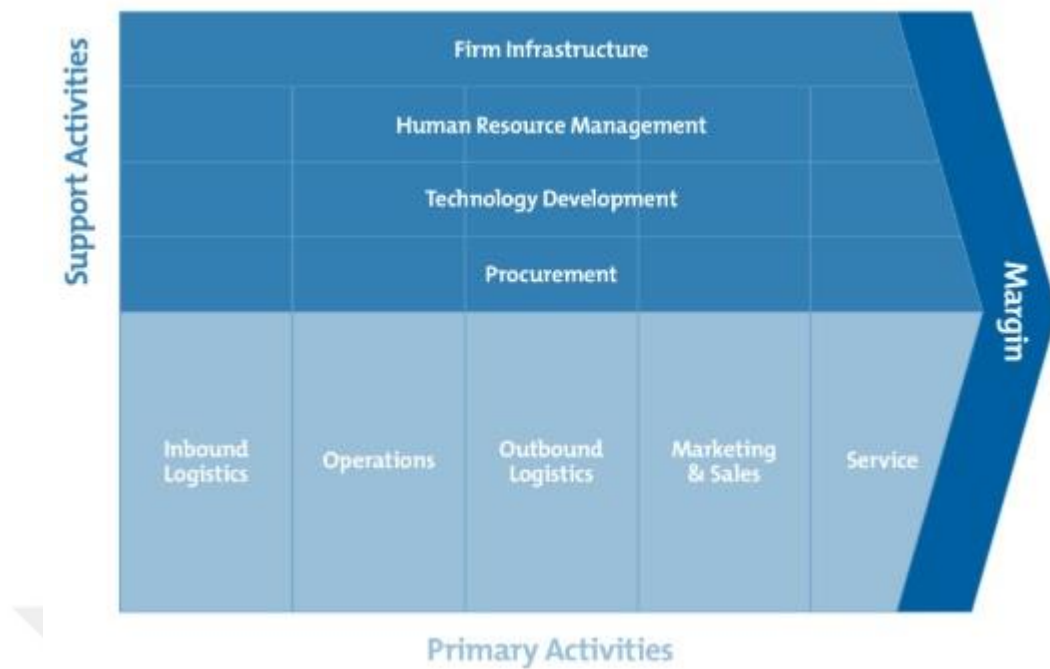 Support Activities
Firm Infrastructure
Human Resource Management
Technology Development
Procurement
Margin
Inbound
Logistics
Operations
Outbound
Logistics
Marketing
& Sales
Service
Primary Activities